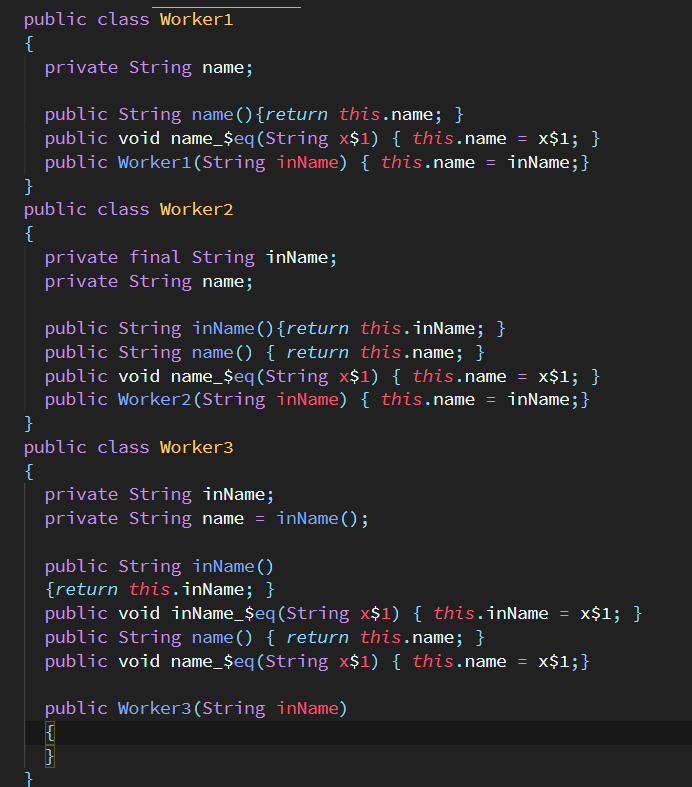 public class Worker1
{
private String name;
public String name(){return this.name; }
public void name_$eq(String x$1) { this.name = x$1; }
public Worker1(String inName) { this.name = inName;}
}
public class Worker2
{
private final String inName;
private String name;
public String inName(){return this.inName; }
public String name() { return this.name; }
public void name_$eq(String x$1) { this.name = x$1; }
public Worker2(String inName) { this.name = inName;}
}
public class Worker3
{
private String inName;
private String name = inName();
public String inName()
{return this.inName; }
public void inName_$eq(String x$1) { this.inName = x$1; }
public String name() { return this.name; }
public void name_$eq(String x$1) { this.name = x$1;}
public Worker3(String inName)
{
}
}